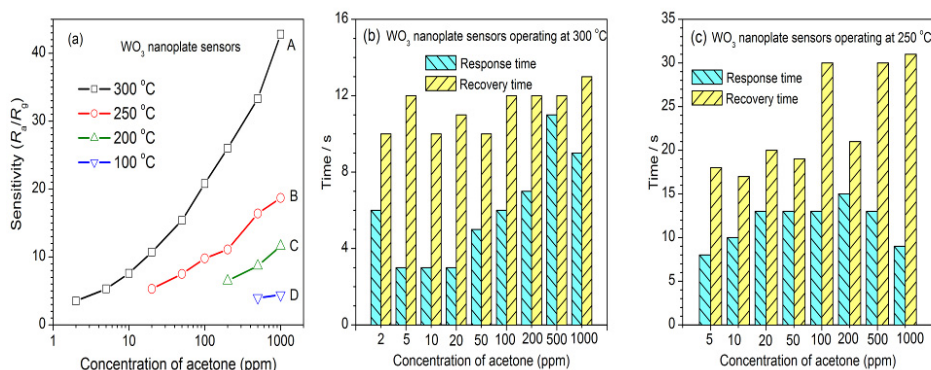 (a)
WO₃ nanoplate sensors
300 °C
250 °C
200 °C
100 °C
A
B
C
D
Sensitivity (Rₐ/R_g)
0
10
20
30
40
1 10 100 1000
Concentration of acetone (ppm)
(b) WO₃ nanoplate sensors operating at 300 °C
Response time
Recovery time
Time / s
16
12
8
4
0
2 5 10 20 50 100 200 500 1000
Concentration of acetone (ppm)
(c) WO₃ nanoplate sensors operating at 250 °C
Response time
Recovery time
Time / s
35
30
25
20
15
10
5
0
5 10 20 50 100 200 500 1000
Concentration of acetone (ppm)